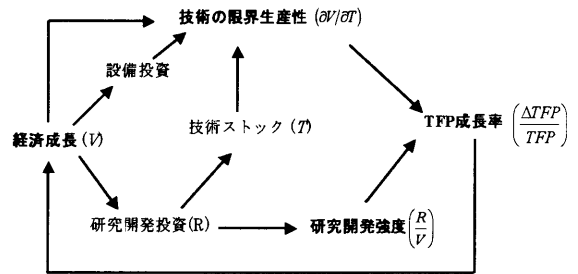 技術の限界生産性 (∂V/∂T)
設備投資
技術ストック (T)
TFP成長率 (ΔTFP/TFP)
経済成長 (V)
研究開発投資(R)
研究開発強度(R/V)